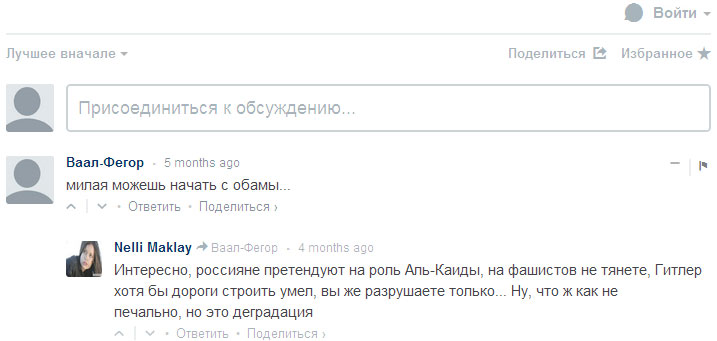 Войти
Лучшее вначале
Поделиться
Избранное
Присоединиться к обсуждению...
Ваал-Фегор • 5 months ago
милая можешь начать с обамы...
• Ответить • Поделиться ›
Nelli Maklay Ваал-Фегор • 4 months ago
Интересно, россияне претендуют на роль Аль-Каиды, на фашистов не тянете, Гитлер
хотя бы дороги строить умел, вы же разрушаете только... Ну, что ж как не
печально, но это деградация
• Ответить • Поделиться ›